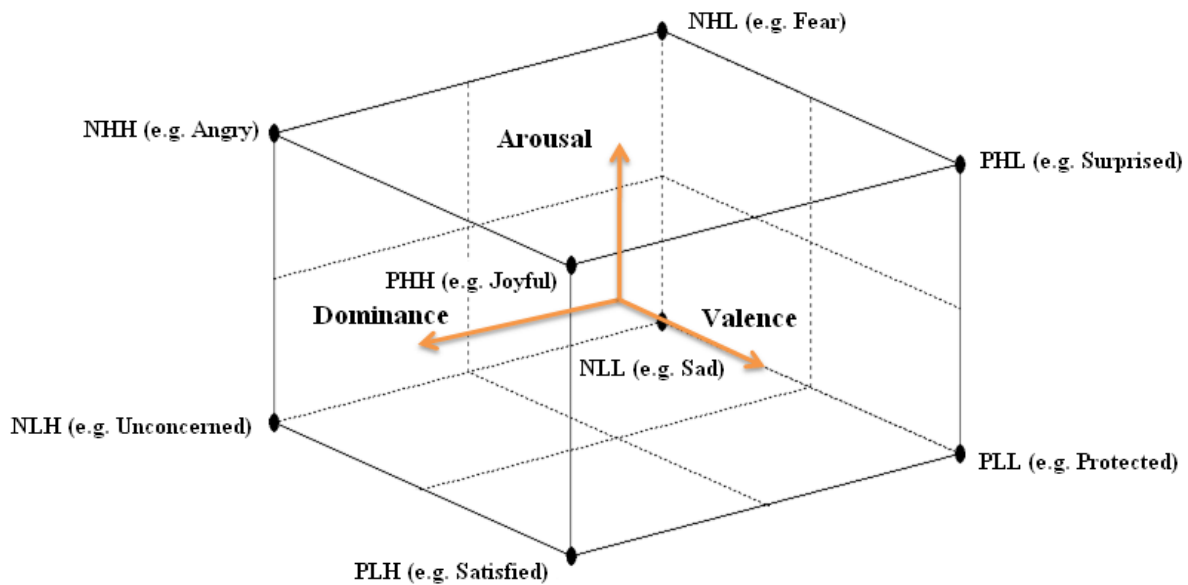 NHL (e.g. Fear)
NHH (e.g. Angry)
Arousal
PHL (e.g. Surprised)
PHH (e.g. Joyful)
Dominance
Valence
NLL (e.g. Sad)
NLH (e.g. Unconcerned)
PLL (e.g. Protected)
PLH (e.g. Satisfied)